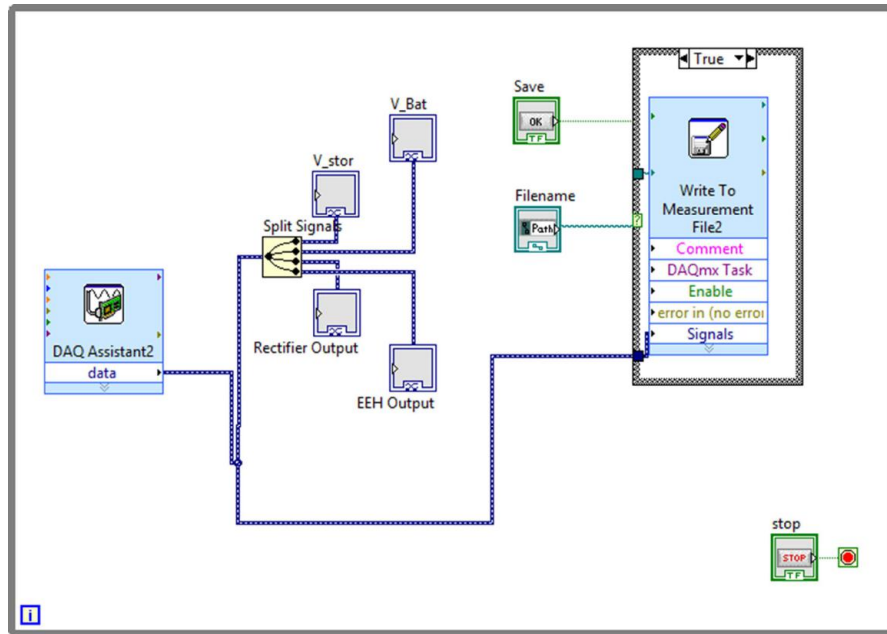 True
Save
OK
TF
V_Bat
V_stor
Write To
Measurement
File2
Filename
Path
?
Split Signals
Comment
DAQmx Task
Enable
error in (no erro
Signals
Rectifier Output
DAQ Assistant2
data
EEH Output
stop
STOP
TF
i